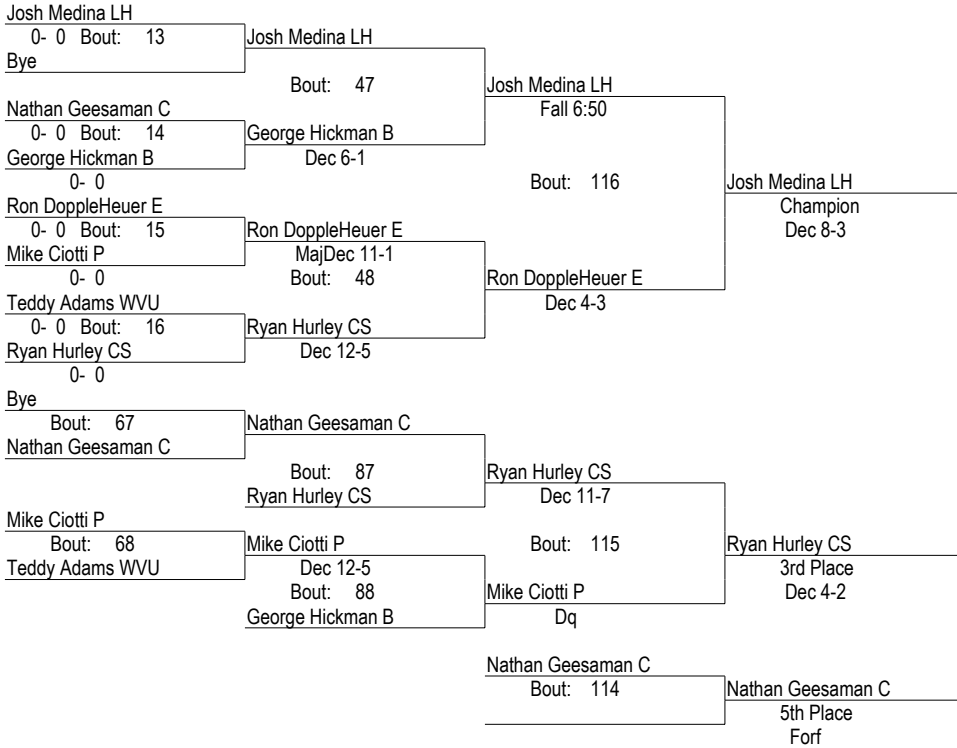 Josh Medina LH
0- 0 Bout: 13
Bye
Josh Medina LH
Bout: 47
Nathan Geesaman C
0- 0 Bout: 14
George Hickman B
0- 0
George Hickman B
Dec 6-1
Josh Medina LH
Fall 6:50
Bout: 116
Ron DoppleHeuer E
0- 0 Bout: 15
Mike Ciotti P
0- 0
Ron DoppleHeuer E
MajDec 11-1
Bout: 48
Teddy Adams WVU
0- 0 Bout: 16
Ryan Hurley CS
0- 0
Ryan Hurley CS
Dec 12-5
Ron DoppleHeuer E
Dec 4-3
Josh Medina LH
Champion
Dec 8-3
Bye
Bout: 67
Nathan Geesaman C
Nathan Geesaman C
Bout: 87
Ryan Hurley CS
Ryan Hurley CS
Dec 11-7
Bout: 115
Mike Ciotti P
Bout: 68
Teddy Adams WVU
Mike Ciotti P
Dec 12-5
Bout: 88
George Hickman B
Mike Ciotti P
Dq
Ryan Hurley CS
3rd Place
Dec 4-2
Nathan Geesaman C
Bout: 114
Nathan Geesaman C
5th Place
Forf